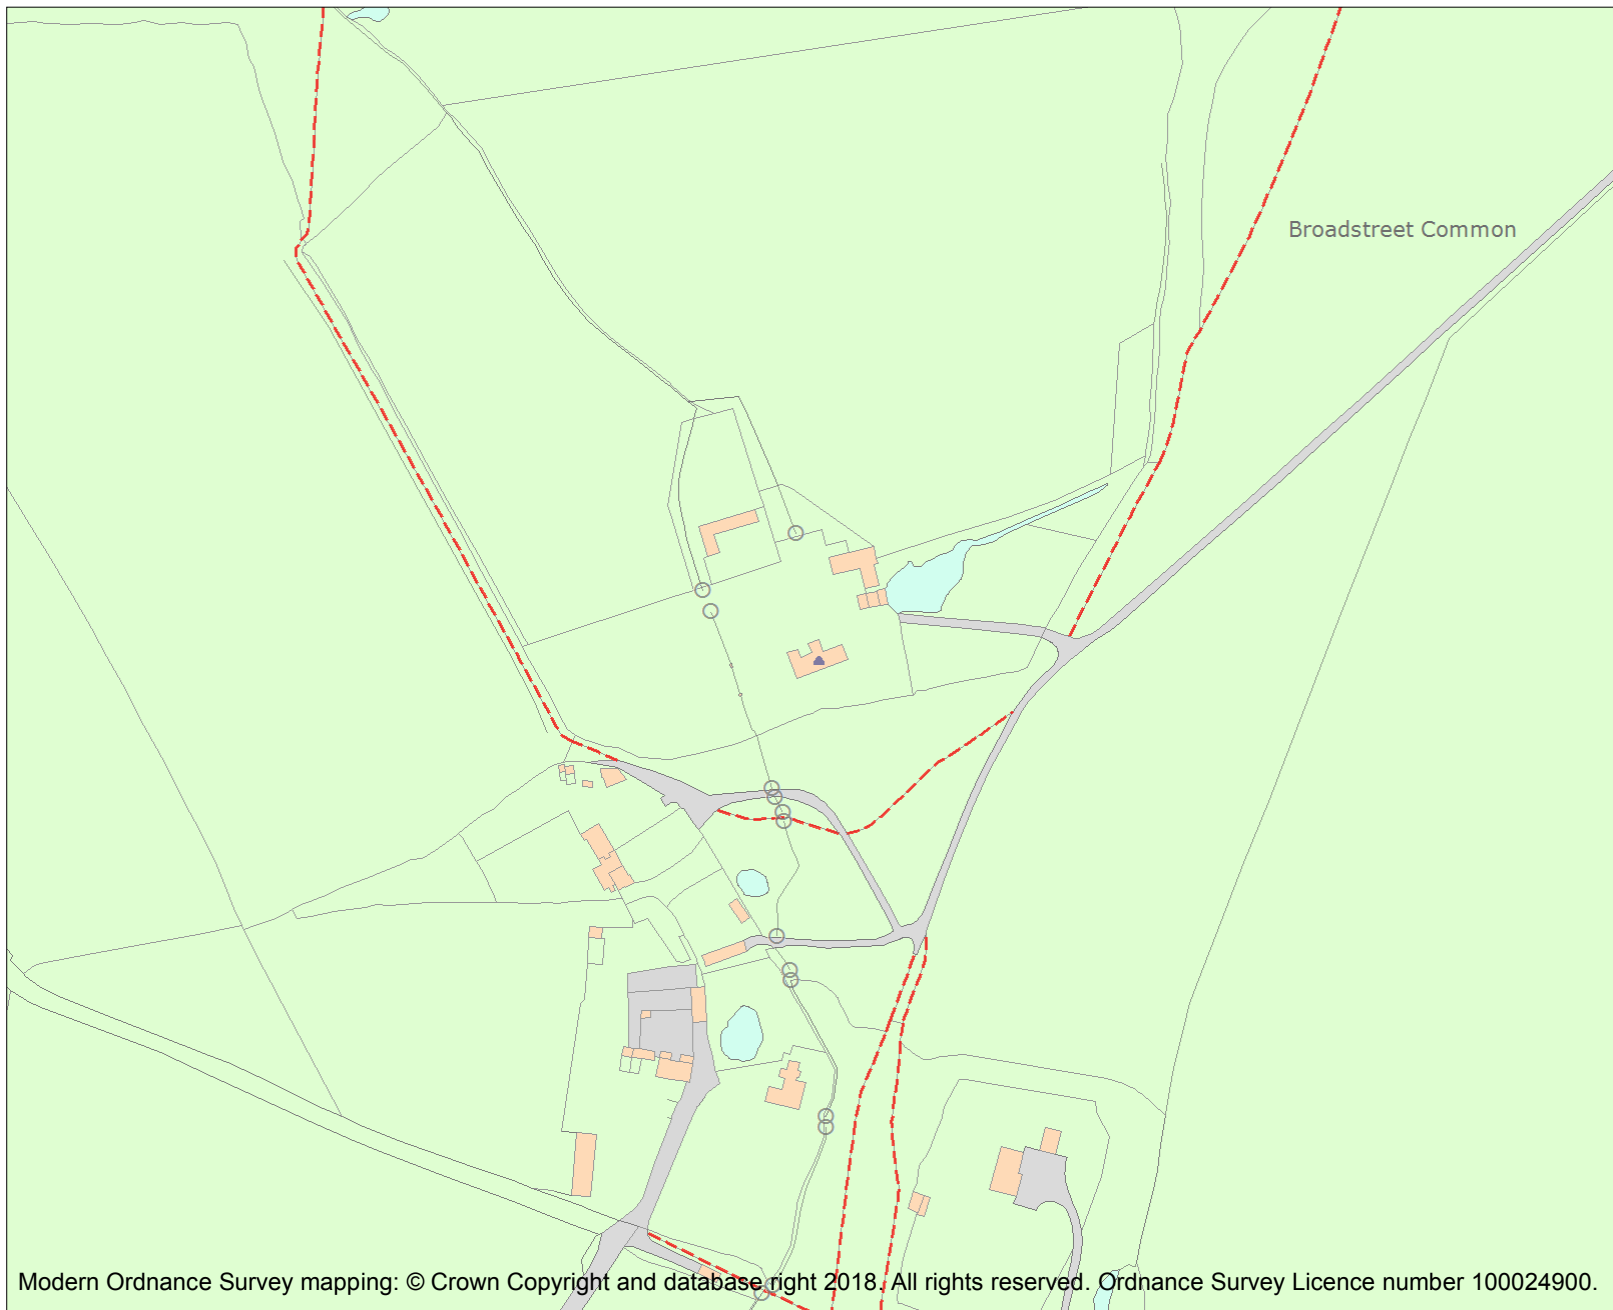 Broadstreet Common
Modern Ordnance Survey mapping: © Crown Copyright and database right 2018. All rights reserved. Ordnance Survey Licence number 100024900.